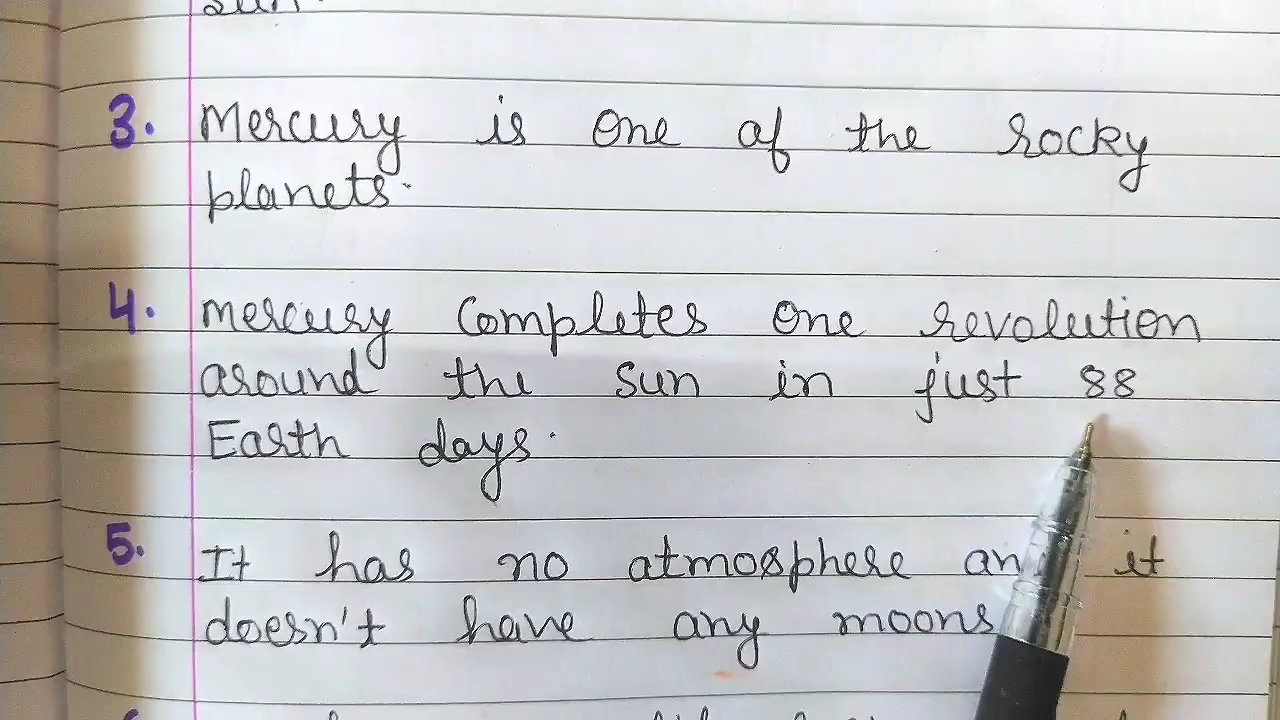 sun.
3. Mercury is one of the rocky
planets.
4. Mercury completes one revolution
around the sun in just 88
Earth days.
5. It has no atmosphere and it
doesn't have any moons